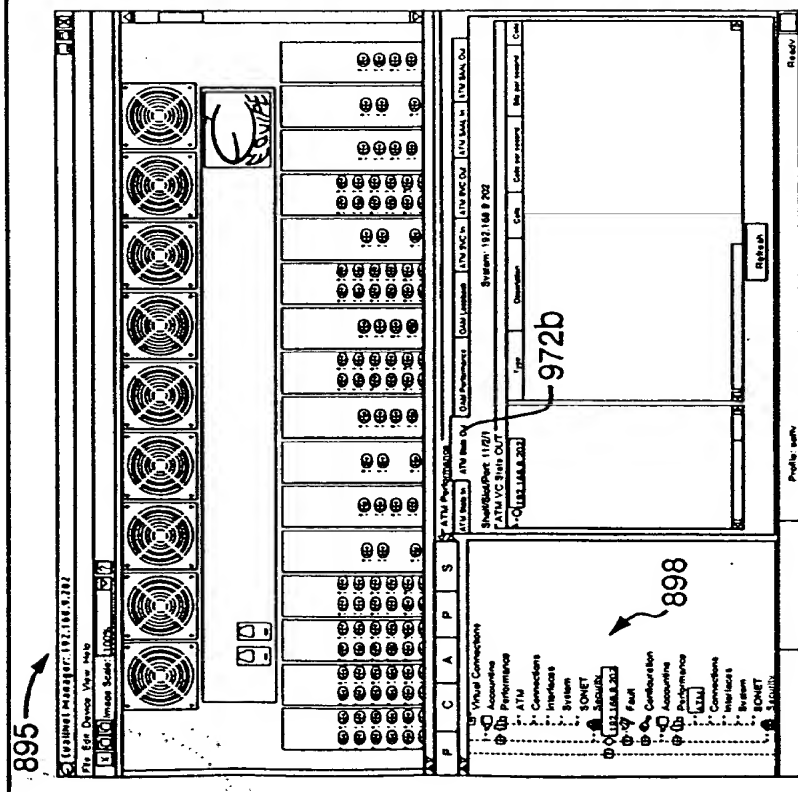 895
EquiNet Manager: 192.168.9.202
File Edit Device View Help
Image Scale: 100% ?
EQUIPE
F C A P P S
Virtual Connections
Accounting
Performance
ATM
Connections
Interfaces
System
SONET
Security
192.168.9.202
Fault
Configuration
Accounting
Performance
ATM
Connections
Interfaces
System
SONET
Security
898
ATM Performance
ATM Stats In ATM Stats Out OAM Performance OAM Loopback ATM SVC In ATM SVC Out ATM SAAL In ATM SAAL Out
Shelf/Slot/Port: 11/2/1 System: 192.168.9.202
ATM VC Stats OUT
192.168.9.202
Type Description Cells Cells per second Bits per second Cells
972b
Refresh
Profile: Ready